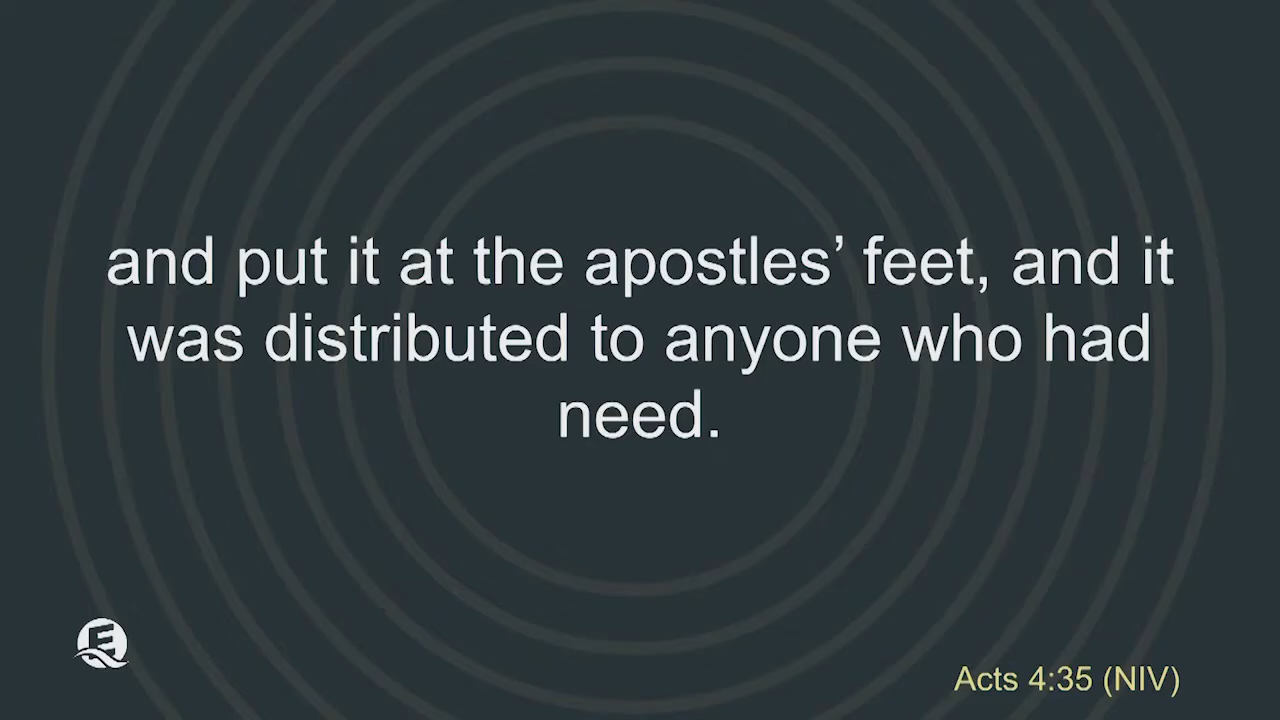 and put it at the apostles’ feet, and it
was distributed to anyone who had
need.
Acts 4:35 (NIV)